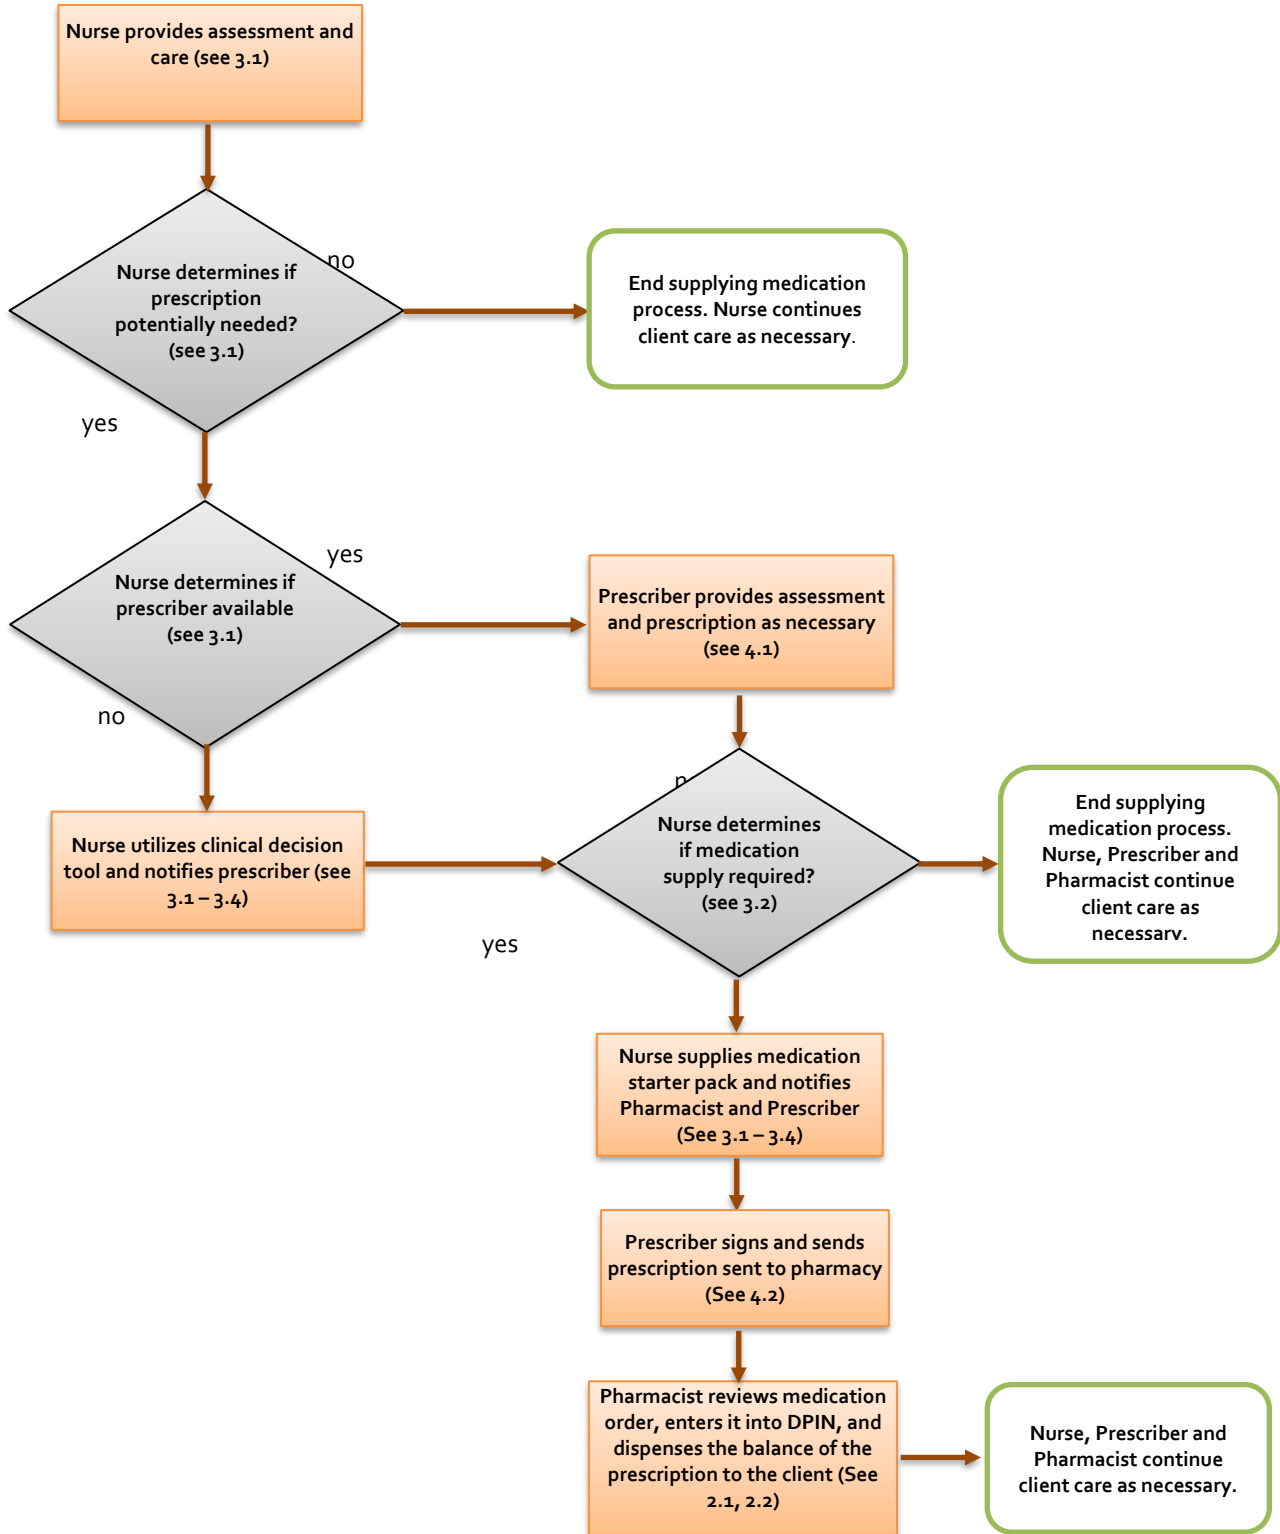 Nurse provides assessment and
care (see 3.1)
no
Nurse determines if
prescription
potentially needed?
(see 3.1)
End supplying medication
process. Nurse continues
client care as necessary.
yes
yes
Nurse determines if
prescriber available
(see 3.1)
Prescriber provides assessment
and prescription as necessary
(see 4.1)
no
Nurse utilizes clinical decision
tool and notifies prescriber (see
3.1 – 3.4)
Nurse determines
if medication
supply required?
(see 3.2)
End supplying
medication process.
Nurse, Prescriber and
Pharmacist continue
client care as
necessary.
yes
Nurse supplies medication
starter pack and notifies
Pharmacist and Prescriber
(See 3.1 – 3.4)
Prescriber signs and sends
prescription sent to pharmacy
(See 4.2)
Pharmacist reviews medication
order, enters it into DPIN, and
dispenses the balance of the
prescription to the client (See
2.1, 2.2)
Nurse, Prescriber and
Pharmacist continue
client care as necessary.